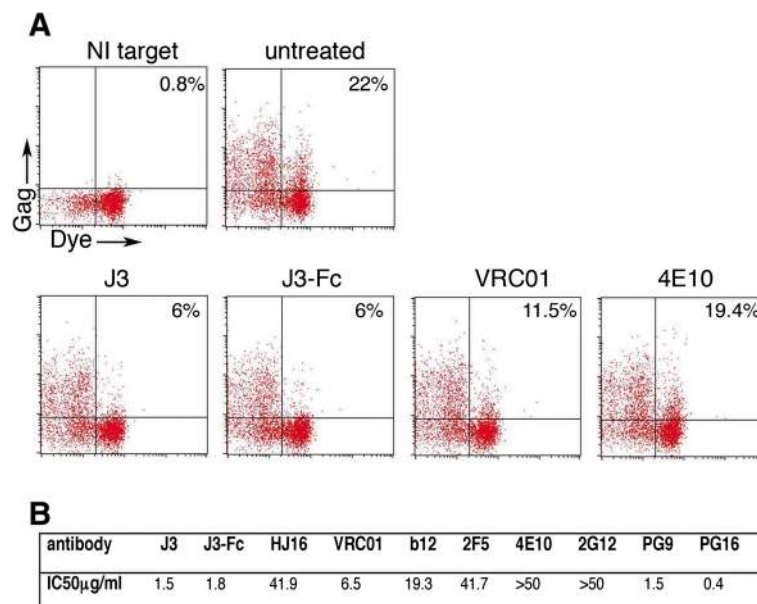 A
NI target untreated
0.8% 22%
Gag
Dye
J3 J3-Fc VRC01 4E10
6% 6% 11.5% 19.4%
B
antibody J3 J3-Fc HJ16 VRC01 b12 2F5 4E10 2G12 PG9 PG16
IC50μg/ml 1.5 1.8 41.9 6.5 19.3 41.7 >50 >50 1.5 0.4